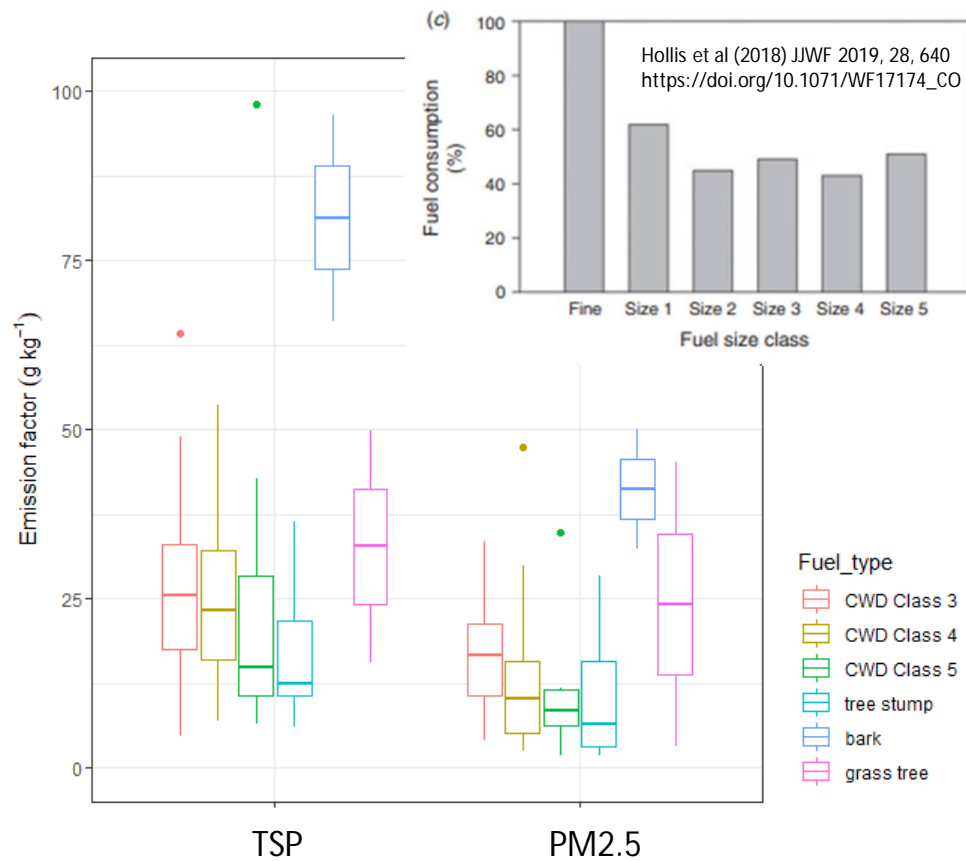 (c)
Hollis et al (2018) JJWF 2019, 28, 640
https://doi.org/10.1071/WF17174_CO
Fuel consumption
(%)
100
80
60
40
20
0
Fine Size 1 Size 2 Size 3 Size 4 Size 5
Fuel size class
Emission factor (g kg⁻¹)
100
75
50
25
0
TSP PM2.5
Fuel_type
CWD Class 3
CWD Class 4
CWD Class 5
tree stump
bark
grass tree